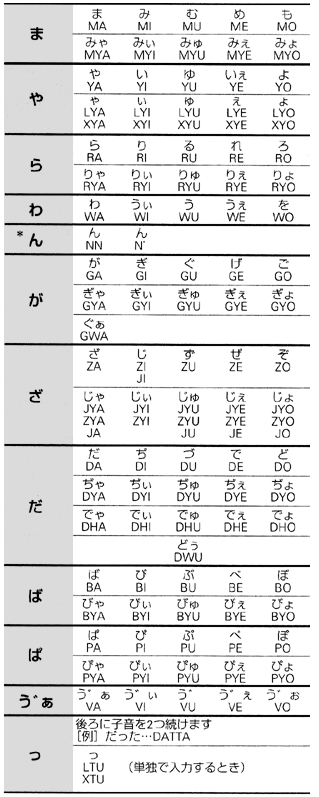 ま み む め も
MA MI MU ME MO
ま
みゃ みぃ みゅ みぇ みょ
MYA MYI MYU MYE MYO
や い ゆ いぇ よ
YA YI YU YE YO
や
ゃ ぃ ゅ ぇ ょ
LYA LYI LYU LYE LYO
XYA XYI XYU XYE XYO
ら り る れ ろ
RA RI RU RE RO
ら
りゃ りぃ りゅ りぇ りょ
RYA RYI RYU RYE RYO
わ うぃ う うぇ を
わ
WA WI WU WE WO
*ん
ん ん
NN N'
が ぎ ぐ げ ご
GA GI GU GE GO
が
ぎゃ ぎぃ ぎゅ ぎぇ ぎょ
GYA GYI GYU GYE GYO
ぐぁ
GWA
ざ じ ず ぜ ぞ
ZA ZI ZU ZE ZO
JI
ざ
じゃ じぃ じゅ じぇ じょ
JYA JYI JYU JYE JYO
ZYA ZYI ZYU ZYE ZYO
JA JU JE JO
だ ぢ づ で ど
DA DI DU DE DO
だ
ぢゃ ぢぃ ぢゅ ぢぇ ぢょ
DYA DYI DYU DYE DYO
でゃ でぃ でゅ でぇ でょ
DHA DHI DHU DHE DHO
どぅ
DWU
ば び ぶ べ ぼ
BA BI BU BE BO
ば
びゃ びぃ びゅ びぇ びょ
BYA BYI BYU BYE BYO
ぱ ぴ ぷ ぺ ぽ
PA PI PU PE PO
ぱ
ぴゃ ぴぃ ぴゅ ぴぇ ぴょ
PYA PYI PYU PYE PYO
う゛ぁ
う゛ぁ う゛ぃ う゛ う゛ぇ う゛ぉ
VA VI VU VE VO
っ
後ろに子音を2つ続けます
[例]だった…DATTA
っ
LTU (単独で入力するとき)
XTU